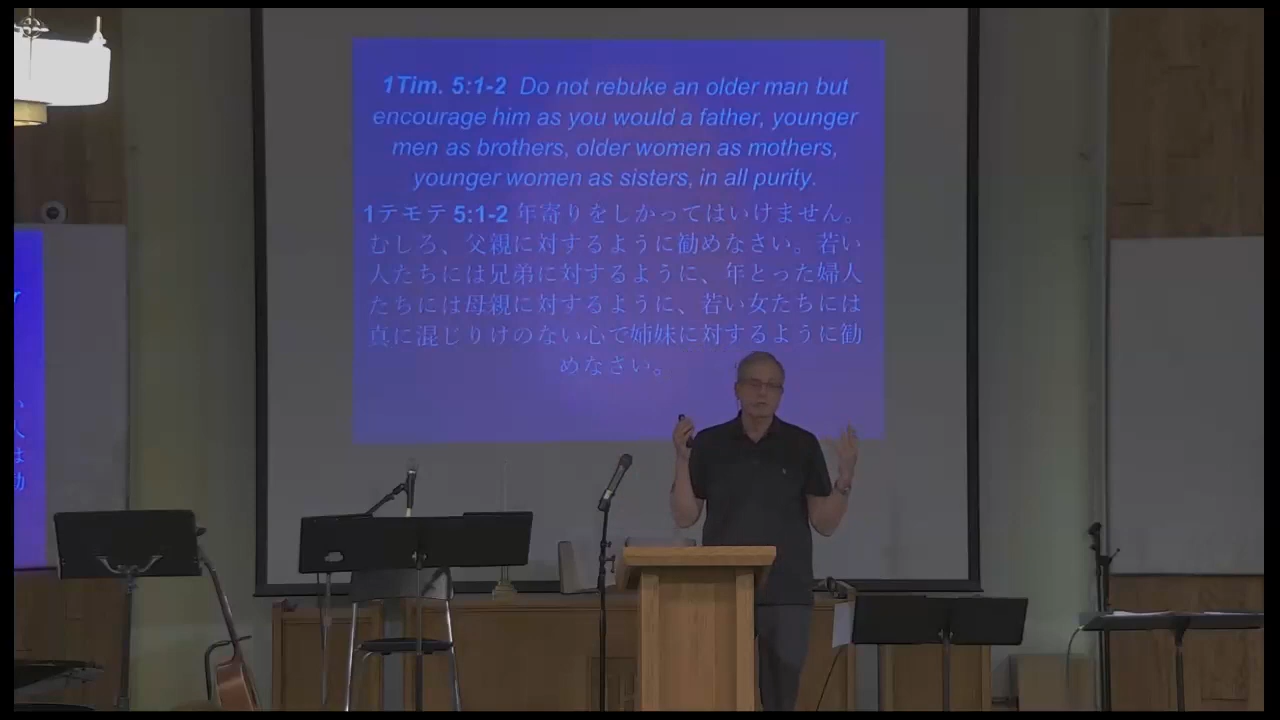 1Tim. 5:1-2 Do not rebuke an older man but
encourage him as you would a father, younger
men as brothers, older women as mothers,
younger women as sisters, in all purity.
1テモテ 5:1-2 年寄りをしかってはいけません。
むしろ、父親に対するように勧めなさい。若い
人たちには兄弟に対するように、年とった婦人
たちには母親に対するように、若い女たちには
真に混じりけのない心で姉妹に対するように勧
めなさい。